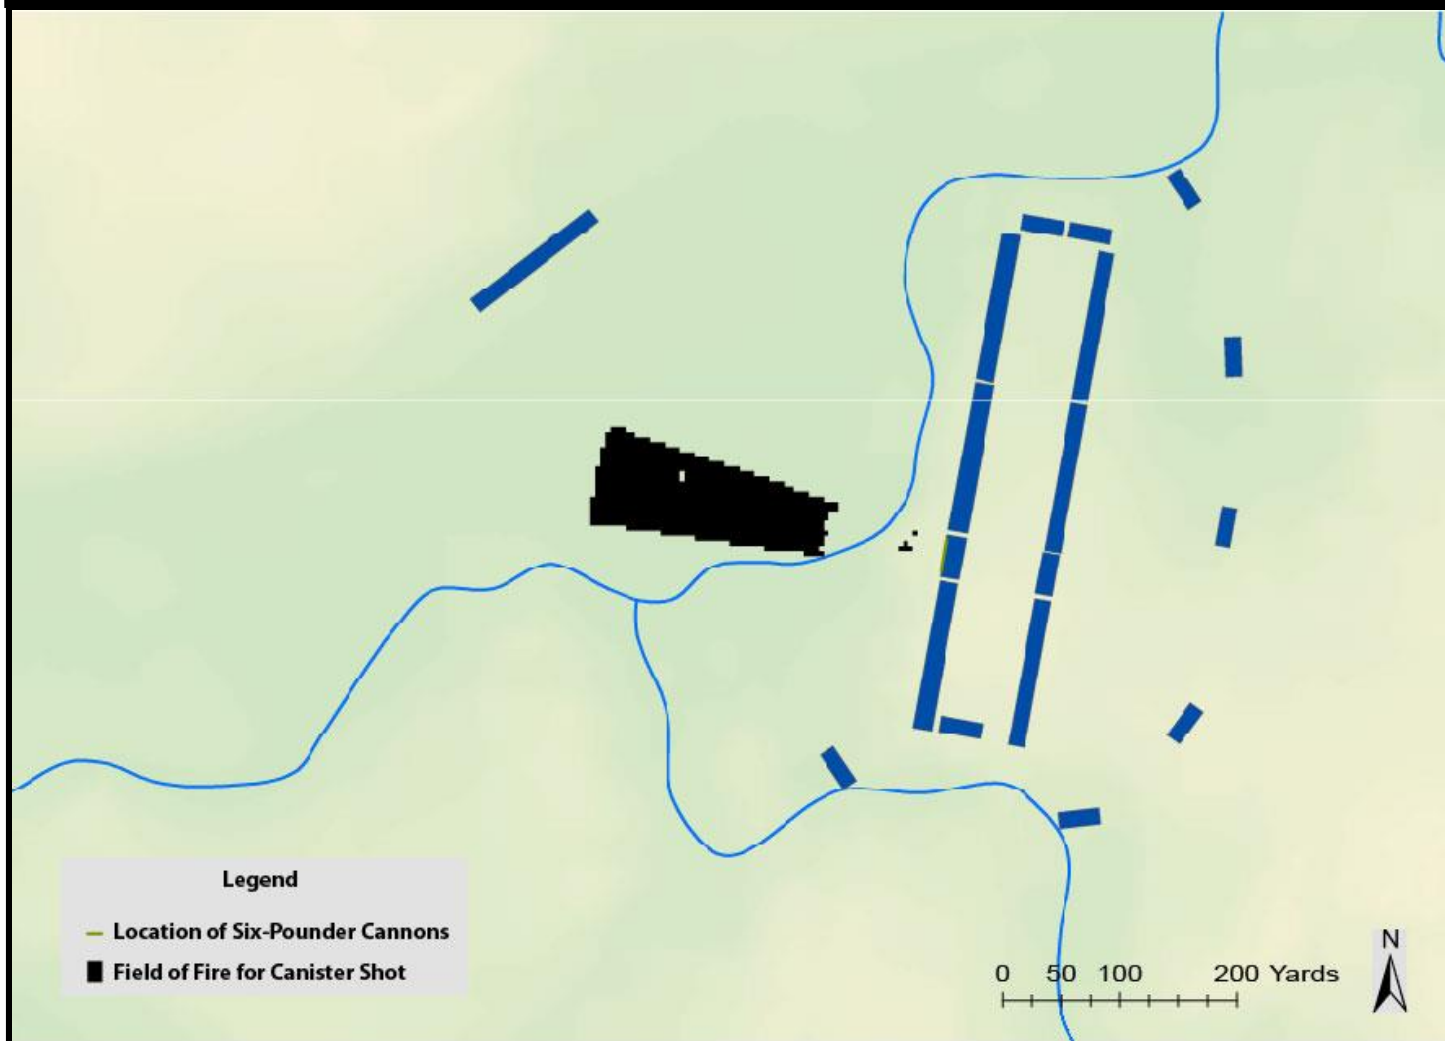 Legend
Location of Six-Pounder Cannons
Field of Fire for Canister Shot
0 50 100 200 Yards
N